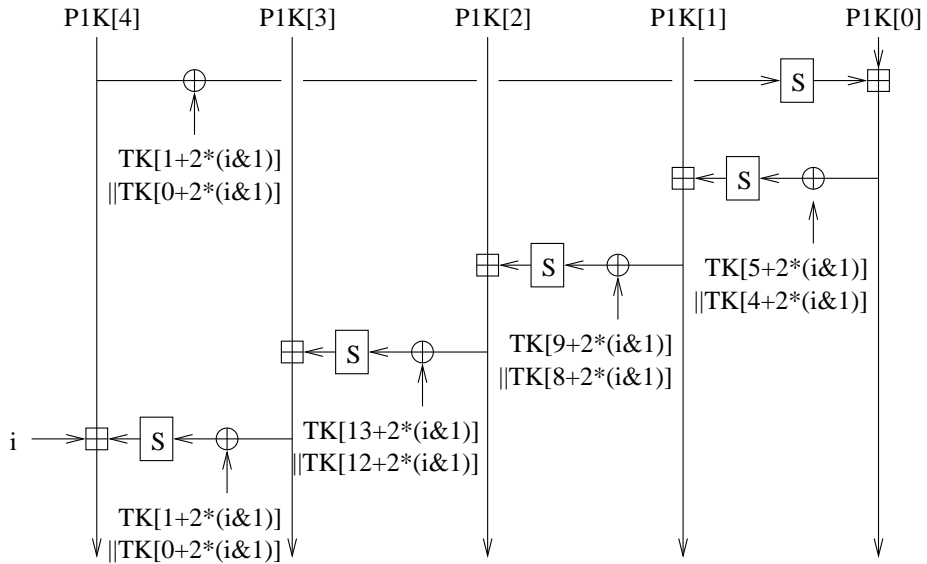 P1K[4] P1K[3] P1K[2] P1K[1] P1K[0]
S
TK[1+2*(i&1)]
||TK[0+2*(i&1)]
S
TK[5+2*(i&1)]
||TK[4+2*(i&1)]
S
TK[9+2*(i&1)]
||TK[8+2*(i&1)]
S
TK[13+2*(i&1)]
||TK[12+2*(i&1)]
i S
TK[1+2*(i&1)]
||TK[0+2*(i&1)]